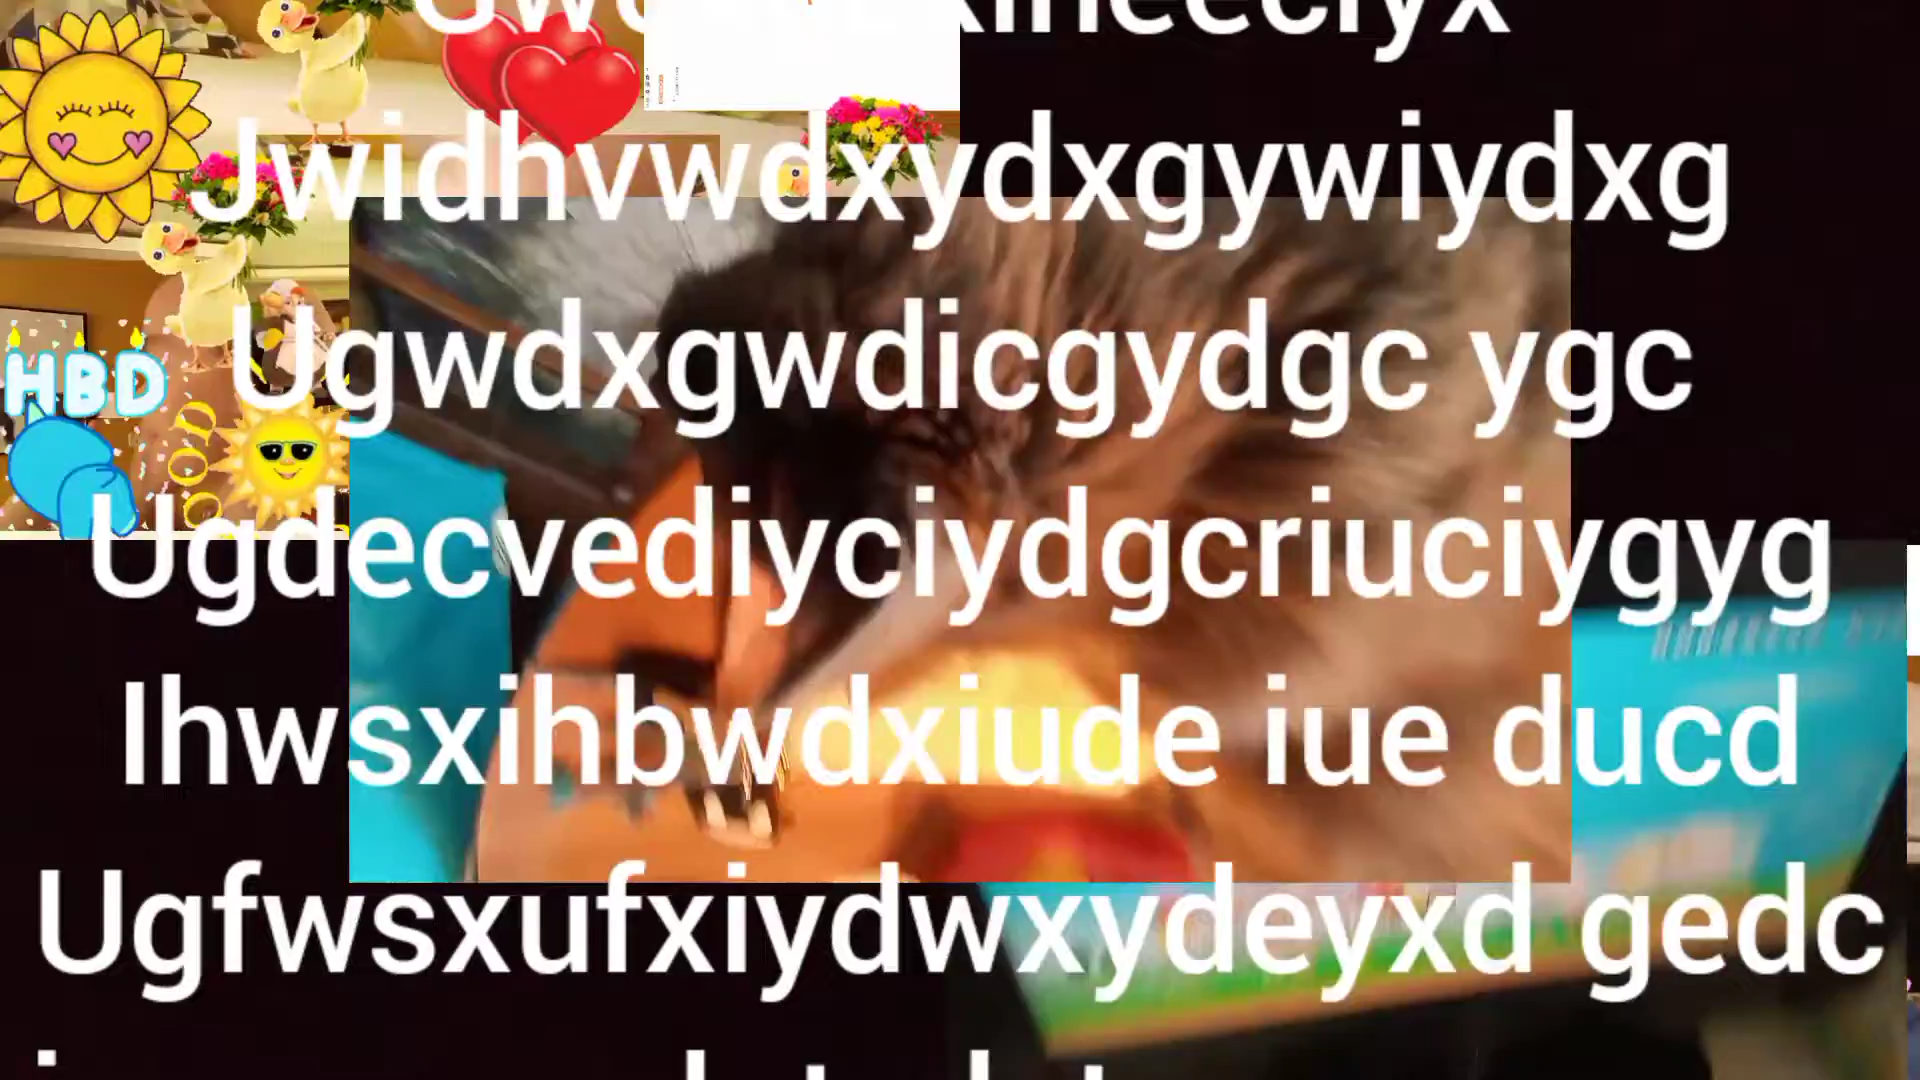 Jwidhvwdxydxgywiydxg
Ugwdxgwdicgydgc ygc
HBD
Ugdecvediyciydgcriuciygyg
Ihwsxihbwdxiude iue ducd
Ugfwsxufxiydwxydeyxd gedc